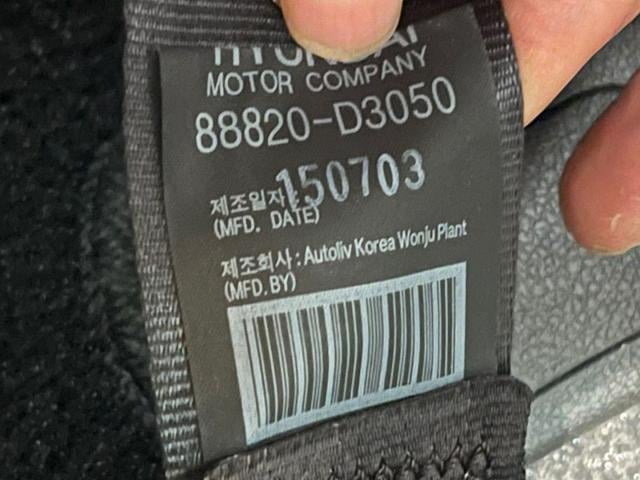 HYUNDAI
MOTOR COMPANY
88820-D3050
제조일자: 150703
(MFD. DATE)
제조회사: Autoliv Korea Wonju Plant
(MFD.BY)